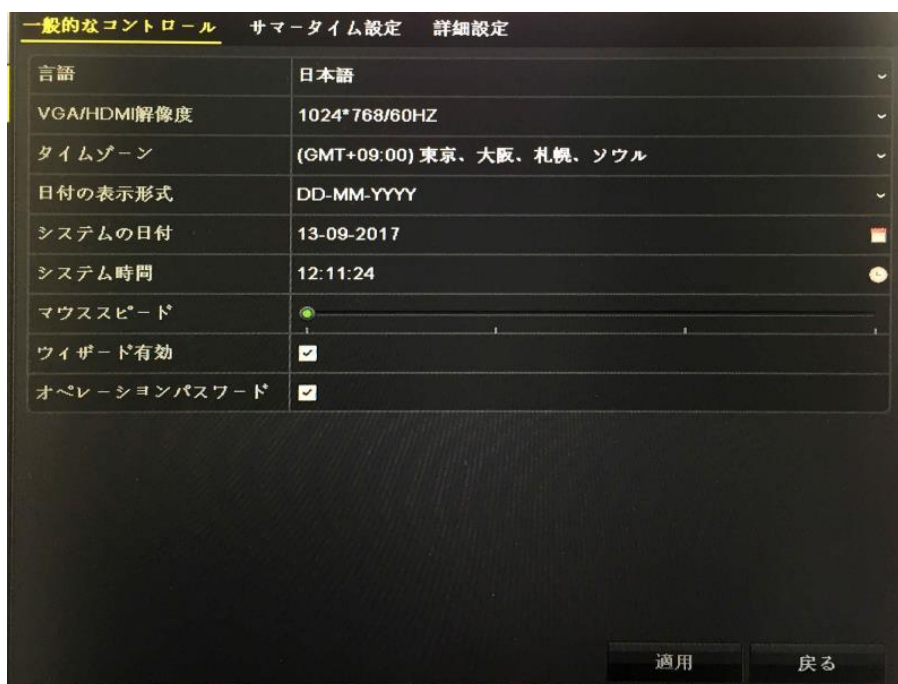 一般的なコントロール サマータイム設定 詳細設定
言語 日本語
VGA/HDMI解像度 1024*768/60HZ
タイムゾーン (GMT+09:00) 東京、大阪、札幌、ソウル
日付の表示形式 DD-MM-YYYY
システムの日付 13-09-2017
システム時間 12:11:24
マウススピード
ウィザード有効
オペレーションパスワード
適用 戻る